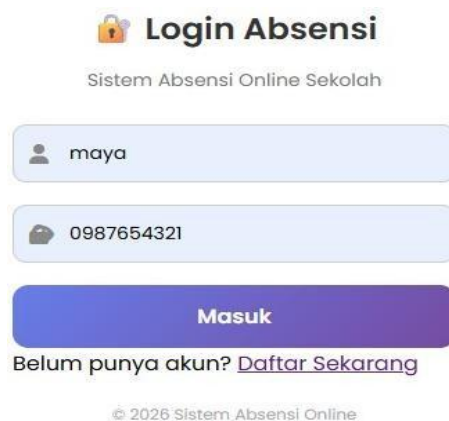 Login Absensi
Sistem Absensi Online Sekolah
maya
0987654321
Masuk
Belum punya akun? Daftar Sekarang
© 2026 Sistem Absensi Online